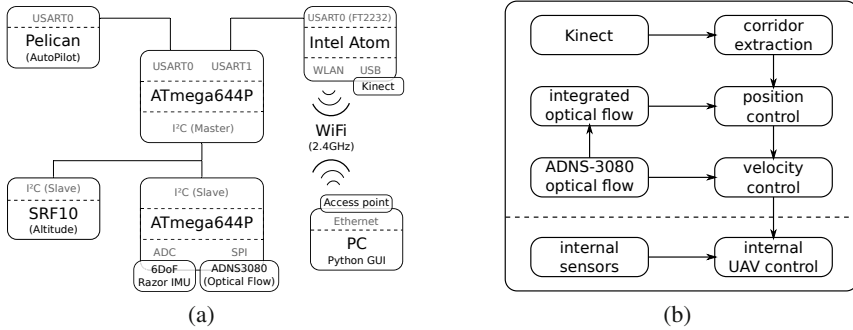 USART0
Pelican
(AutoPilot)
USART0 (FT2232)
Intel Atom
WLAN USB
Kinect
USART0 USART1
ATmega644P
I²C (Master)
WiFi
(2.4GHz)
I²C (Slave)
SRF10
(Altitude)
I²C (Slave)
ATmega644P
ADC SPI
6DoF
Razor IMU
ADNS3080
(Optical Flow)
Access point
Ethernet
PC
Python GUI
(a)
Kinect
corridor
extraction
integrated
optical flow
position
control
ADNS-3080
optical flow
velocity
control
internal
sensors
internal
UAV control
(b)